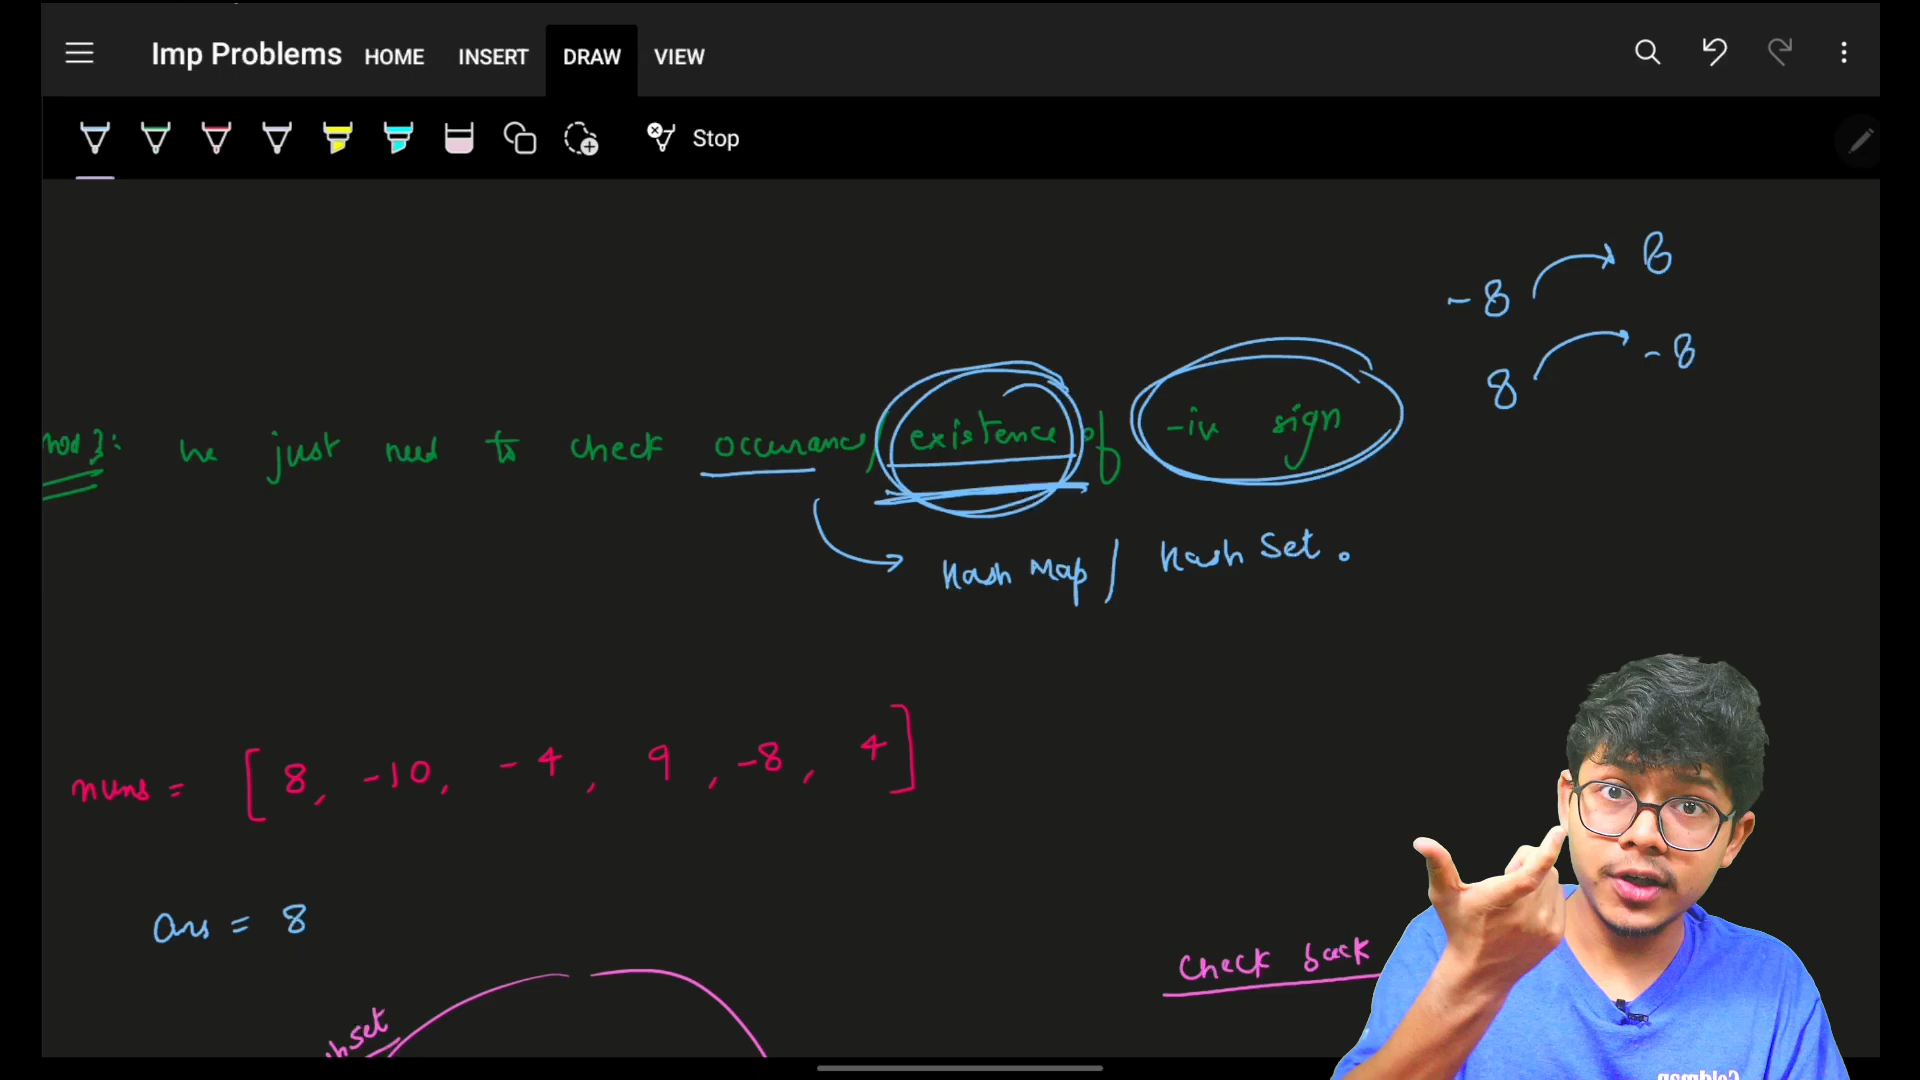 Imp Problems HOME INSERT DRAW VIEW
Stop
-8 8
8 -8
we just need to check occurance/ existence of -iv sign
Hash Map / Hash Set.
nums = [ 8, -10, -4, 9, -8, 4 ]
ans = 8
Check back